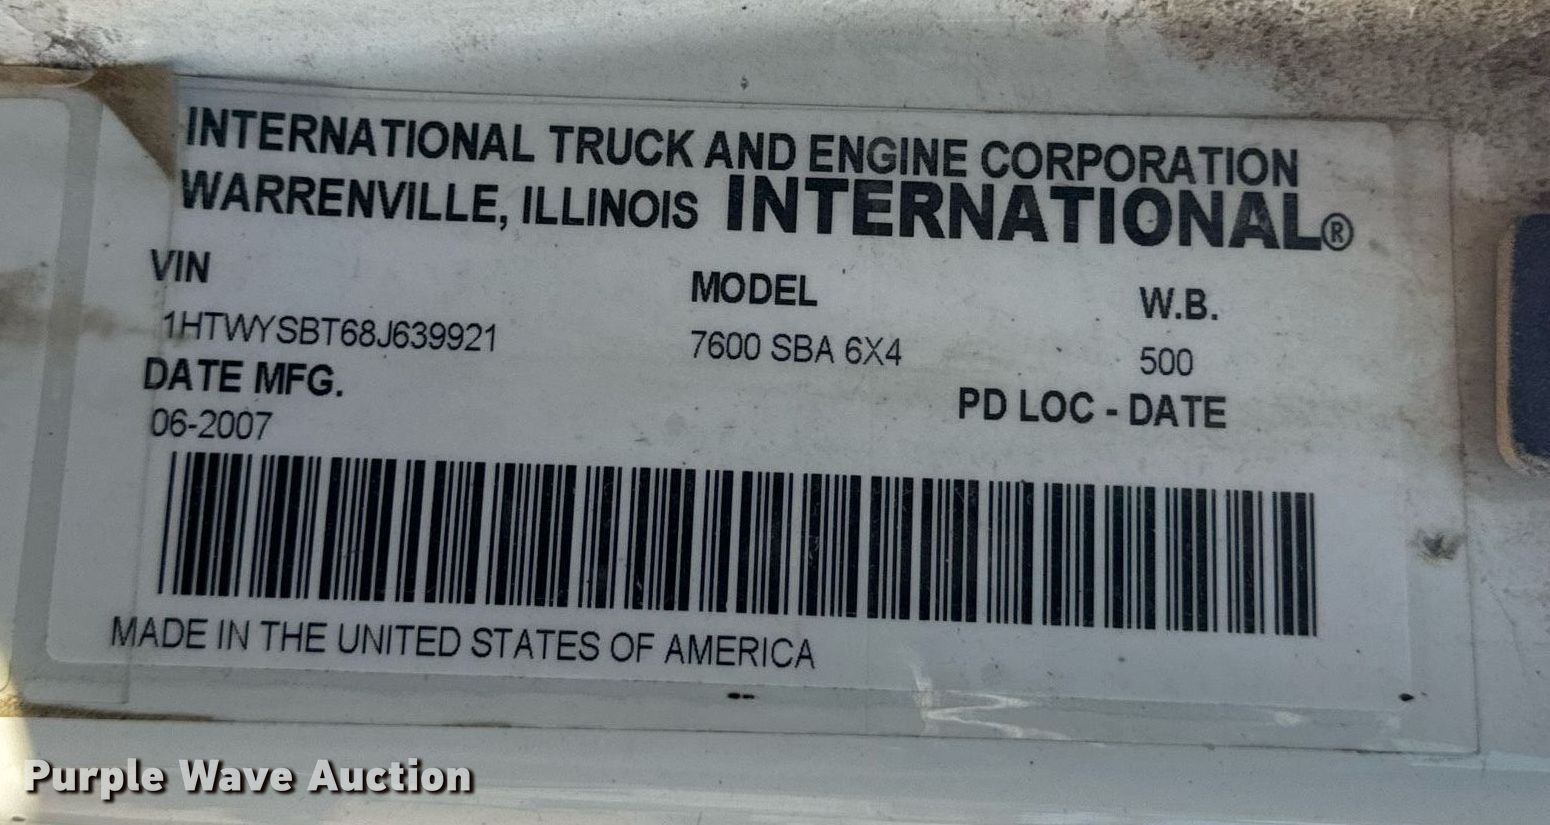 INTERNATIONAL TRUCK AND ENGINE CORPORATION
WARRENVILLE, ILLINOIS INTERNATIONAL®
VIN MODEL W.B.
1HTWYSBT68J639921 7600 SBA 6X4 500
DATE MFG. PD LOC - DATE
06-2007
MADE IN THE UNITED STATES OF AMERICA
Purple Wave Auction